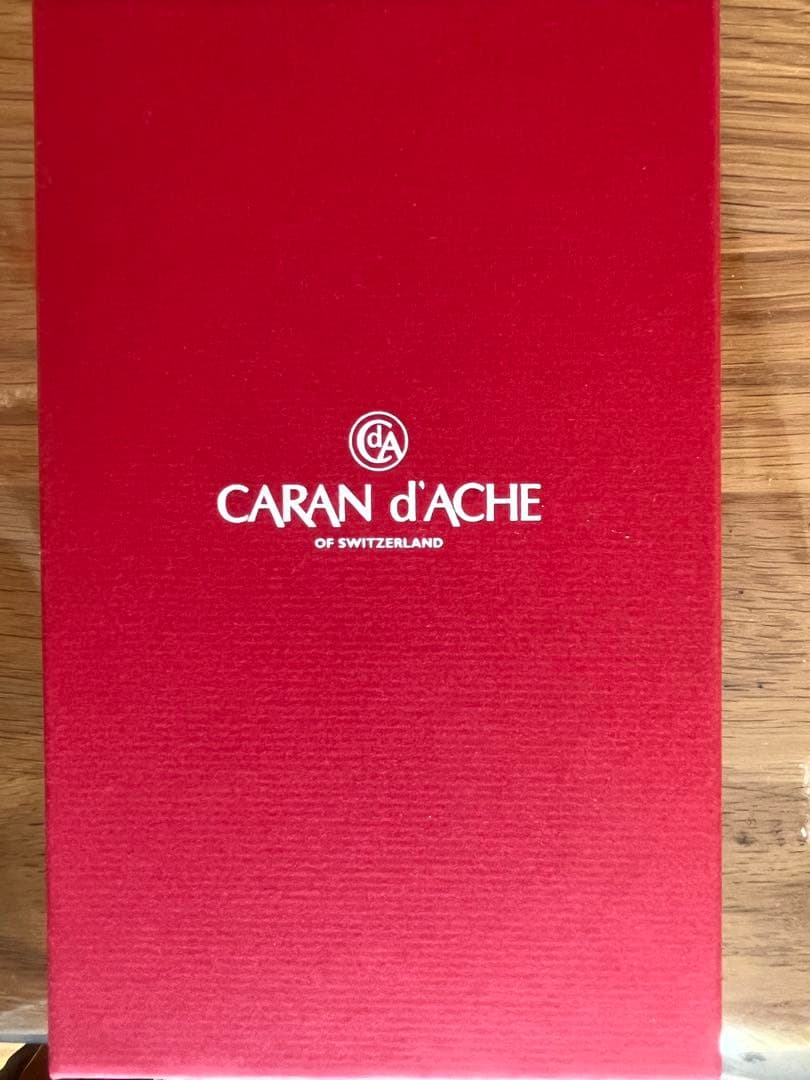 CdA
CARAN d'ACHE
OF SWITZERLAND